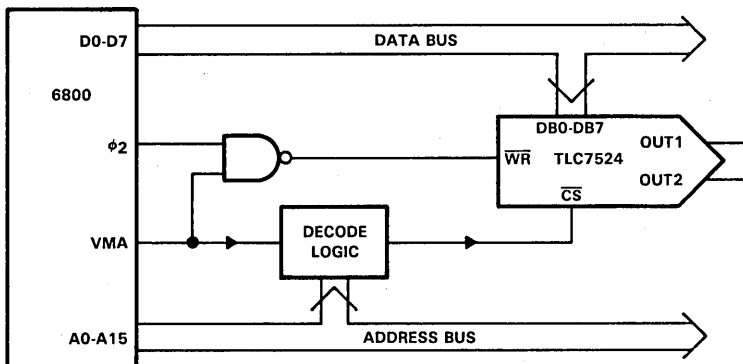 D0-D7
DATA BUS
6800
DB0-DB7
ϕ2
OUT1
WR TLC7524
OUT2
CS
VMA
DECODE
LOGIC
A0-A15
ADDRESS BUS